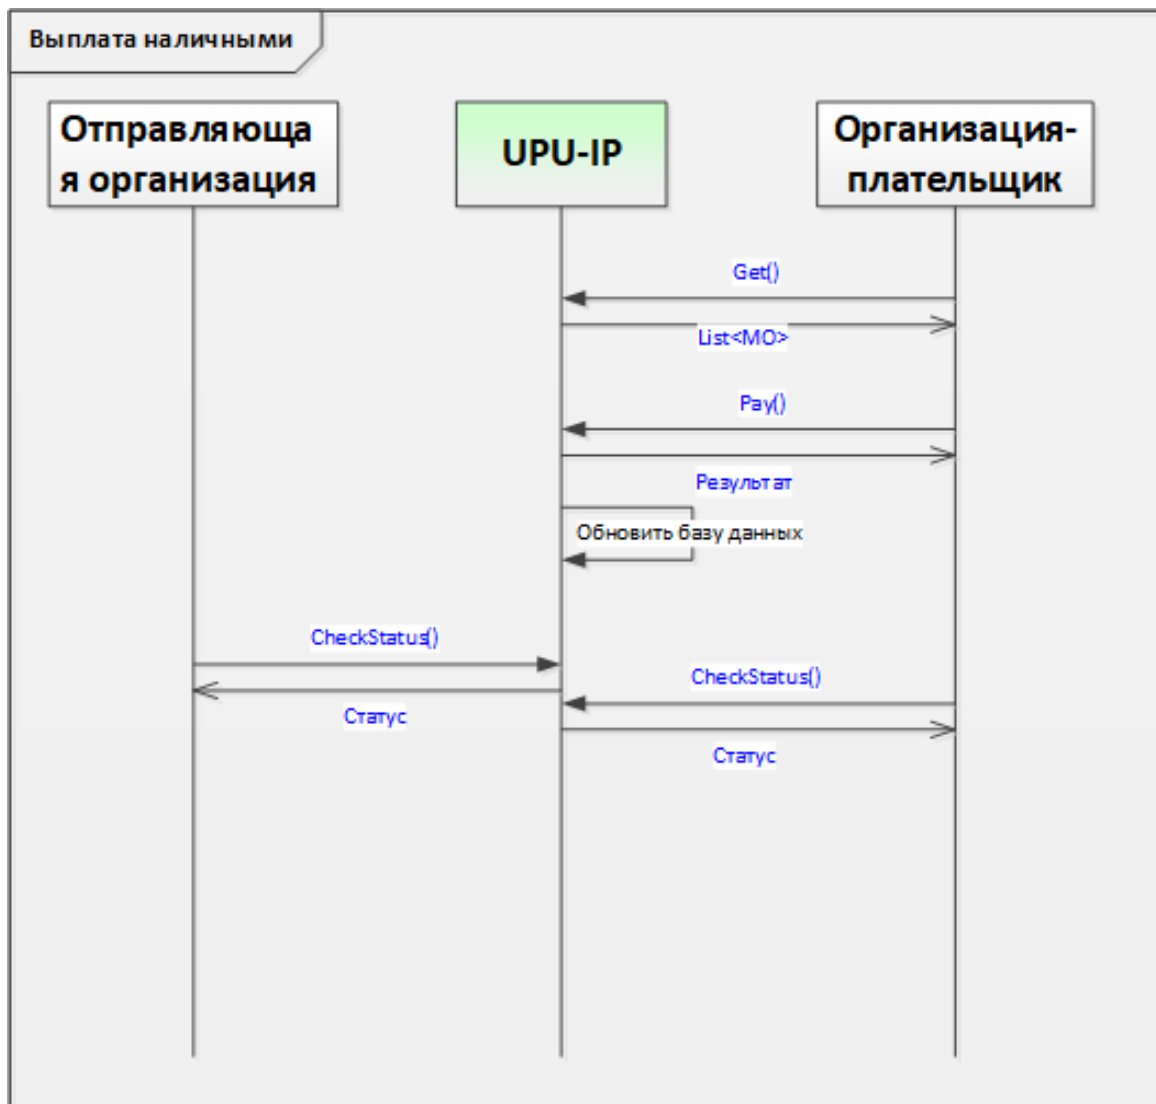 Выплата наличными
Отправляюща
я организация
UPU-IP
Организация-
плательщик
Get()
List<MO>
Pay()
Результат
Обновить базу данных
CheckStatus()
CheckStatus()
Статус
Статус